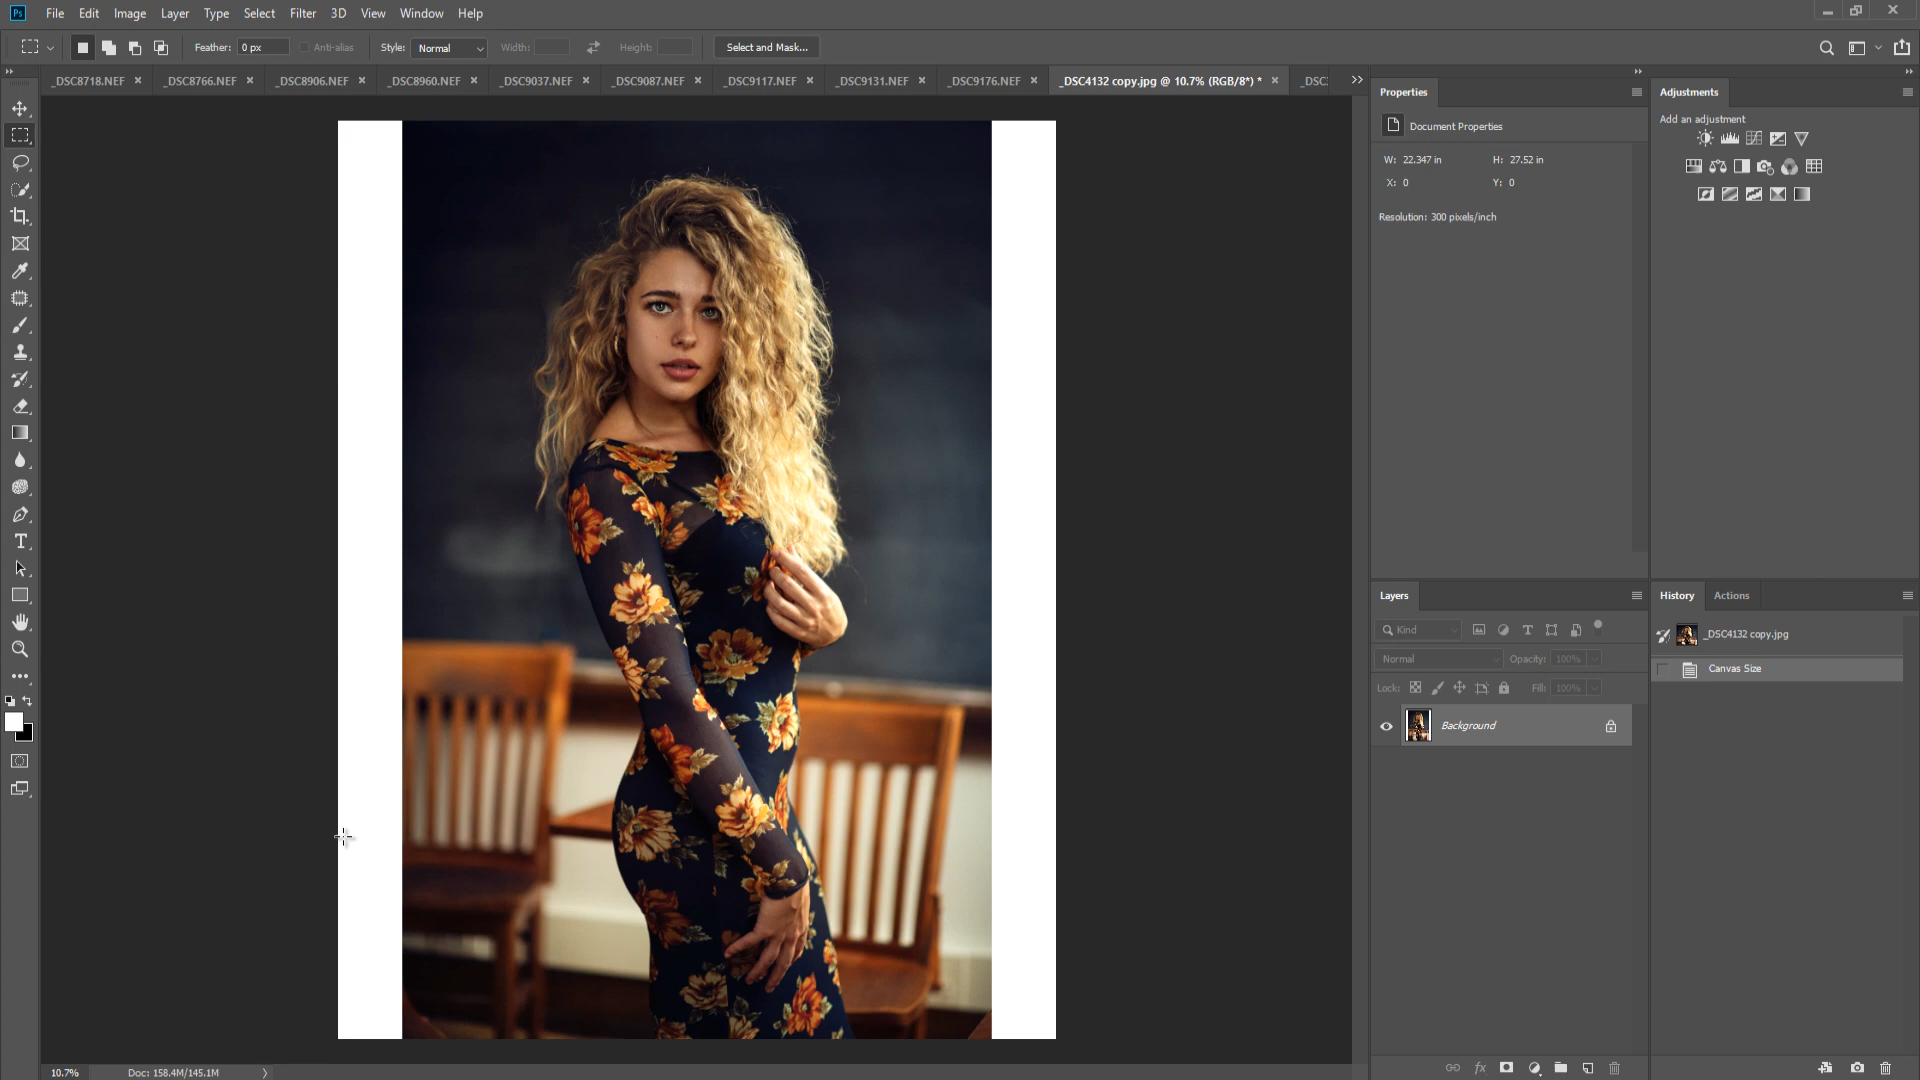 Ps File Edit Image Layer Type Select Filter 3D View Window Help
Feather: 0 px Anti-alias Style: Normal Width: Height: Select and Mask...
_DSC8718.NEF _DSC8766.NEF _DSC8906.NEF _DSC8960.NEF _DSC9037.NEF _DSC9087.NEF _DSC9117.NEF _DSC9131.NEF _DSC9176.NEF _DSC4132 copy.jpg @ 10.7% (RGB/8*) * _DSC
Properties
Document Properties
W: 22.347 in H: 27.52 in
X: 0 Y: 0
Resolution: 300 pixels/inch
Adjustments
Add an adjustment
Layers
Kind
Normal Opacity: 100%
Lock: Fill: 100%
Background
fx
History Actions
_DSC4132 copy.jpg
Canvas Size
10.7% Doc: 158.4M/145.1M